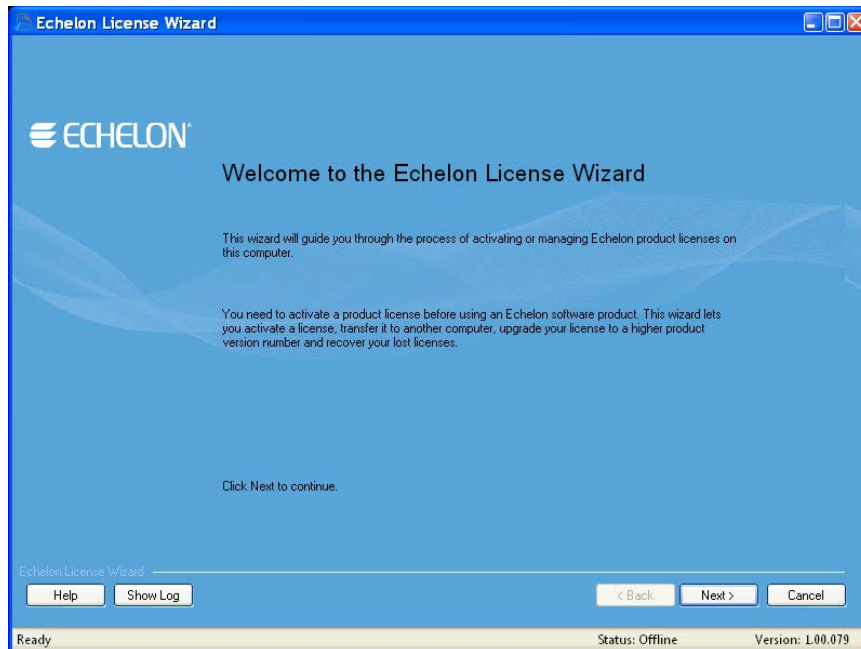 Echelon License Wizard
ECHELON
Welcome to the Echelon License Wizard
This wizard will guide you through the process of activating or managing Echelon product licenses on
this computer.
You need to activate a product license before using an Echelon software product. This wizard lets
you activate a license, transfer it to another computer, upgrade your license to a higher product
version number and recover your lost licenses.
Click Next to continue.
Echelon License Wizard
Help Show Log < Back Next > Cancel
Ready Status: Offline Version: 1.00.079